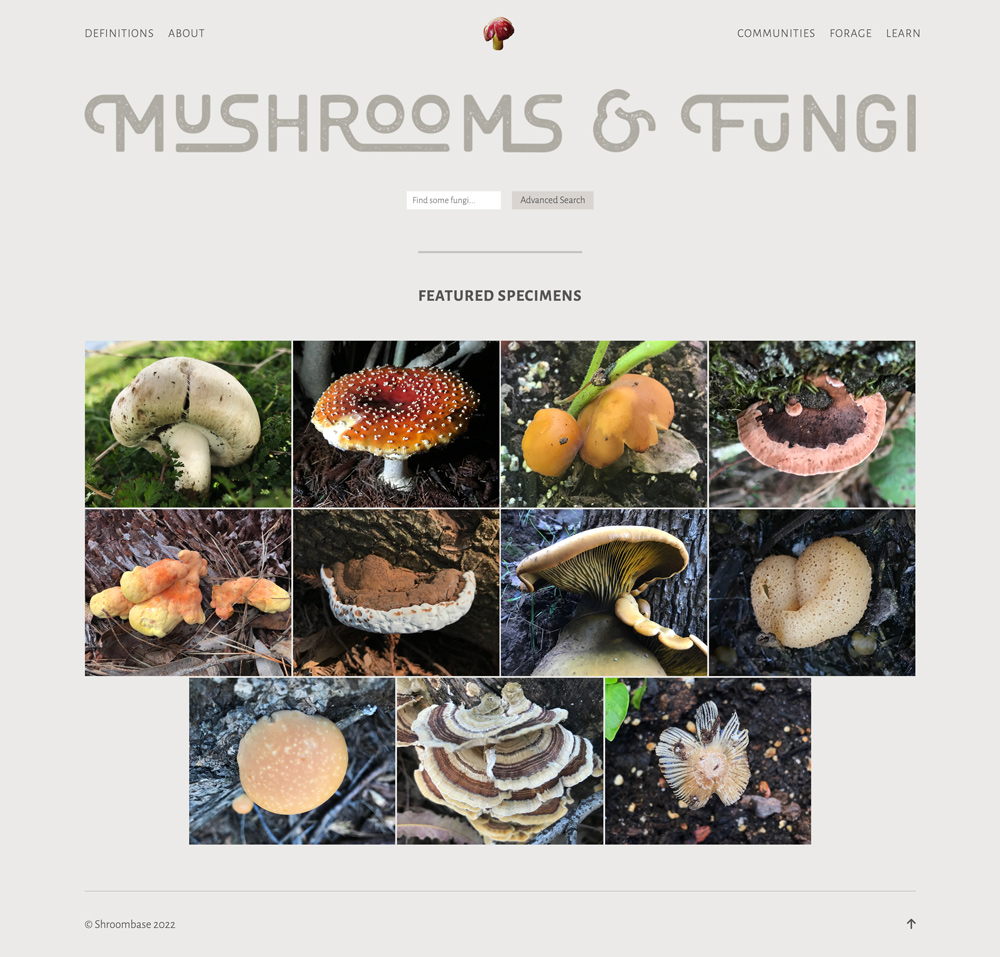 DEFINITIONS ABOUT COMMUNITIES FORAGE LEARN
MUSHROOMS & FUNGI
Find some fungi... Advanced Search
FEATURED SPECIMENS
© Shroombase 2022